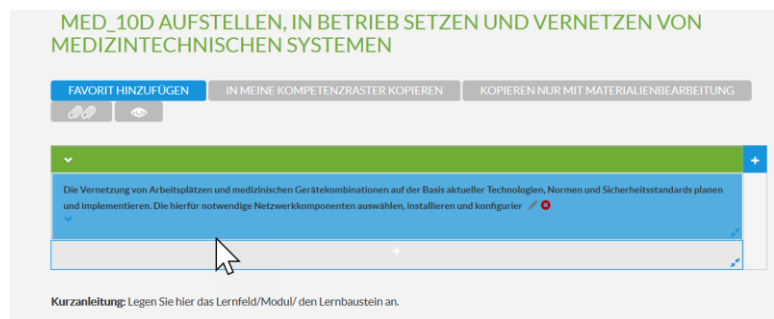 MED_10D AUFSTELLEN, IN BETRIEB SETZEN UND VERNETZEN VON
MEDIZINTECHNISCHEN SYSTEMEN
FAVORIT HINZUFÜGEN
IN MEINE KOMPETENZRASTER KOPIEREN
KOPIEREN NUR MIT MATERIALIENBEARBEITUNG
+
Die Vernetzung von Arbeitsplätzen und medizinischen Gerätekombinationen auf der Basis aktueller Technologien, Normen und Sicherheitsstandards planen
und implementieren. Die hierfür notwendige Netzwerkkomponenten auswählen, installieren und konfigurier
+
Kurzanleitung: Legen Sie hier das Lernfeld/Modul/ den Lernbaustein an.